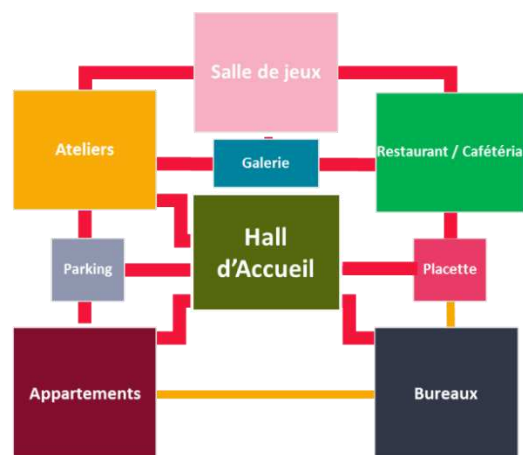 Salle de jeux
Ateliers
Galerie
Restaurant / Cafétéria
Hall
d'Accueil
Parking
Placette
Appartements
Bureaux